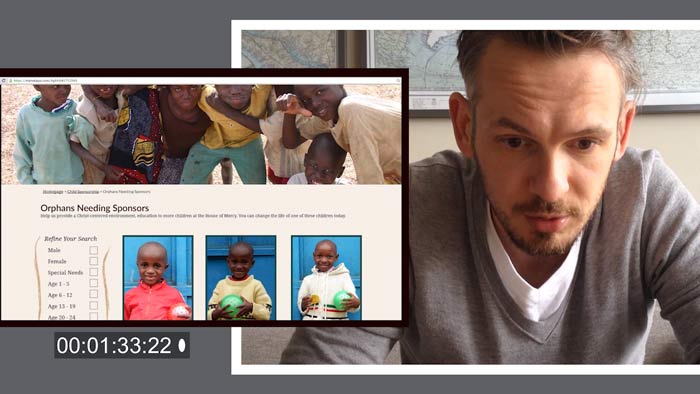 Homepage > Child Sponsorship > Orphans Needing Sponsors
Orphans Needing Sponsors
Help us provide a Christ-centered environment, education to more children at the House of Mercy. You can change the life of one of these children today.
Refine Your Search
Male
Female
Special Needs
Age 1 - 5
Age 6 - 12
Age 13 - 19
Age 20 - 24
00:01:33:22